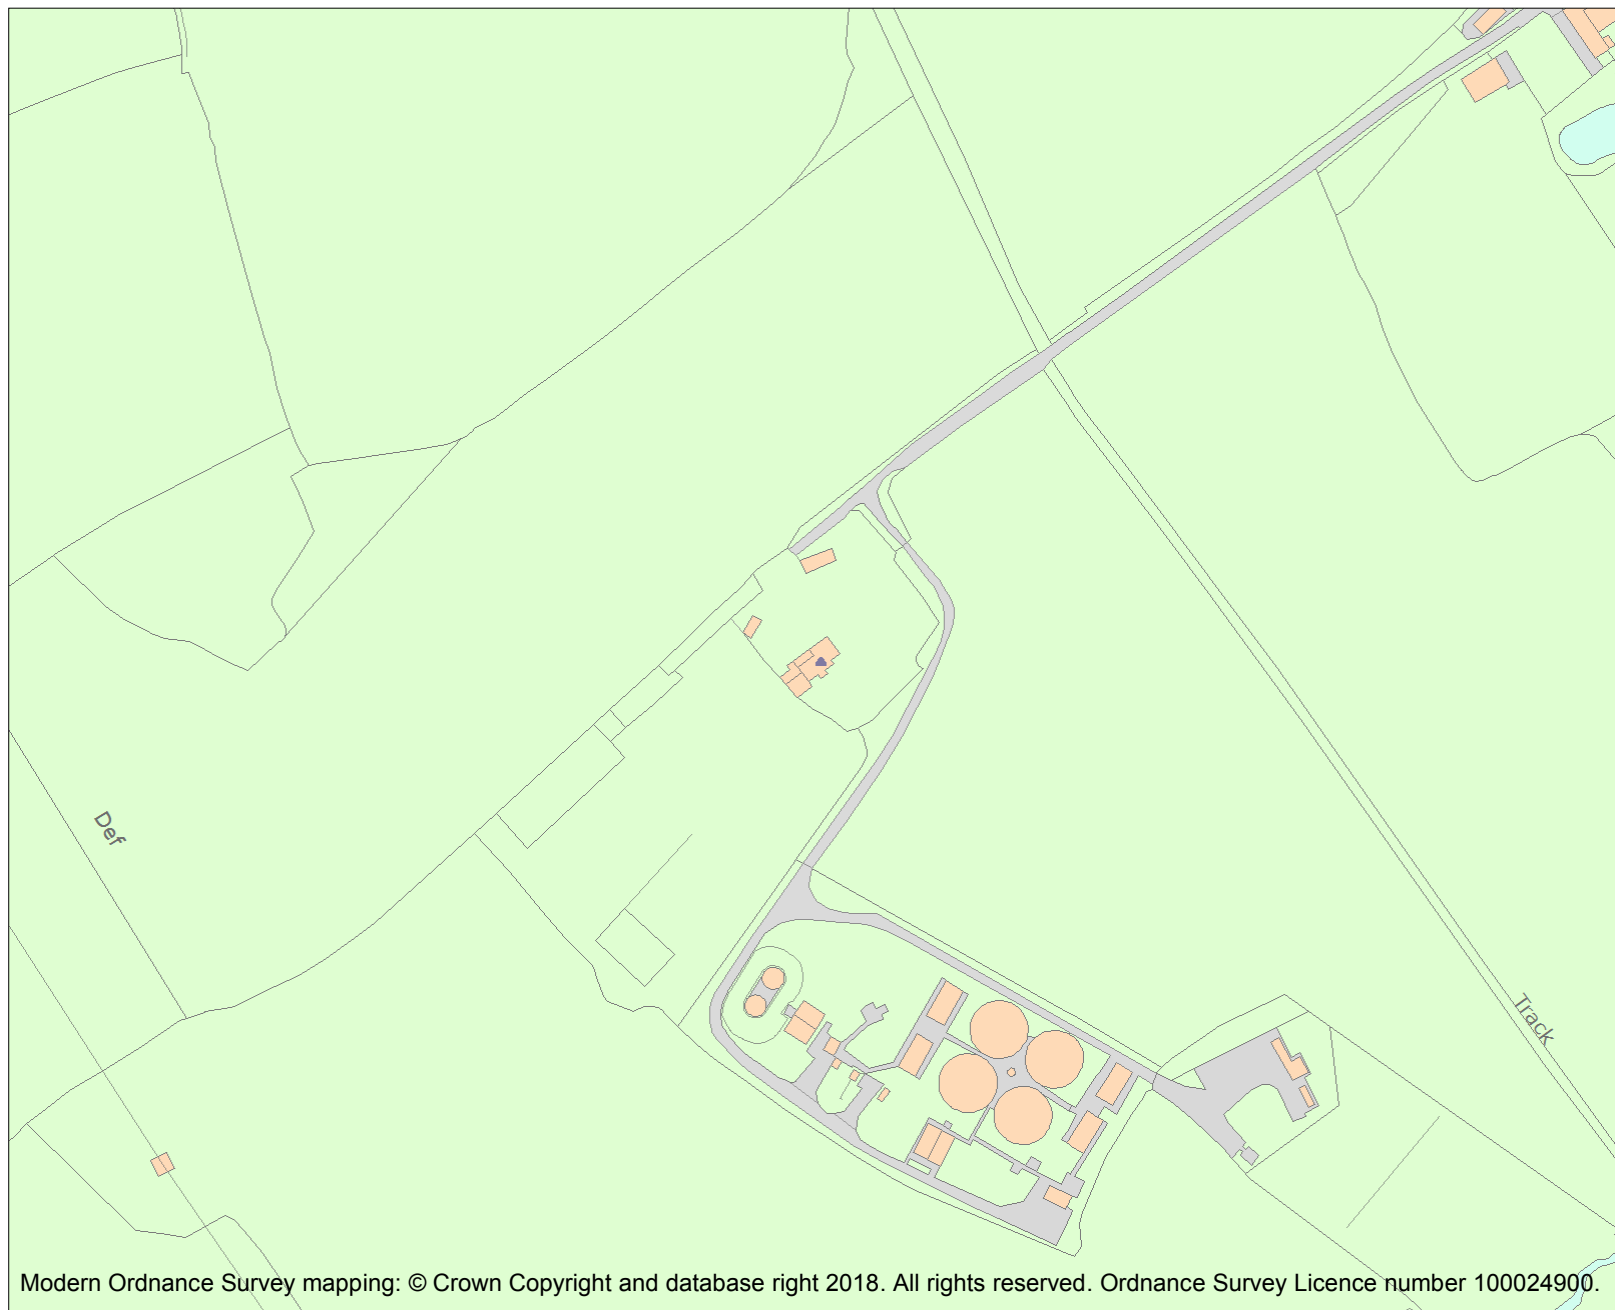 Def
Track
Modern Ordnance Survey mapping: © Crown Copyright and database right 2018. All rights reserved. Ordnance Survey Licence number 100024900.